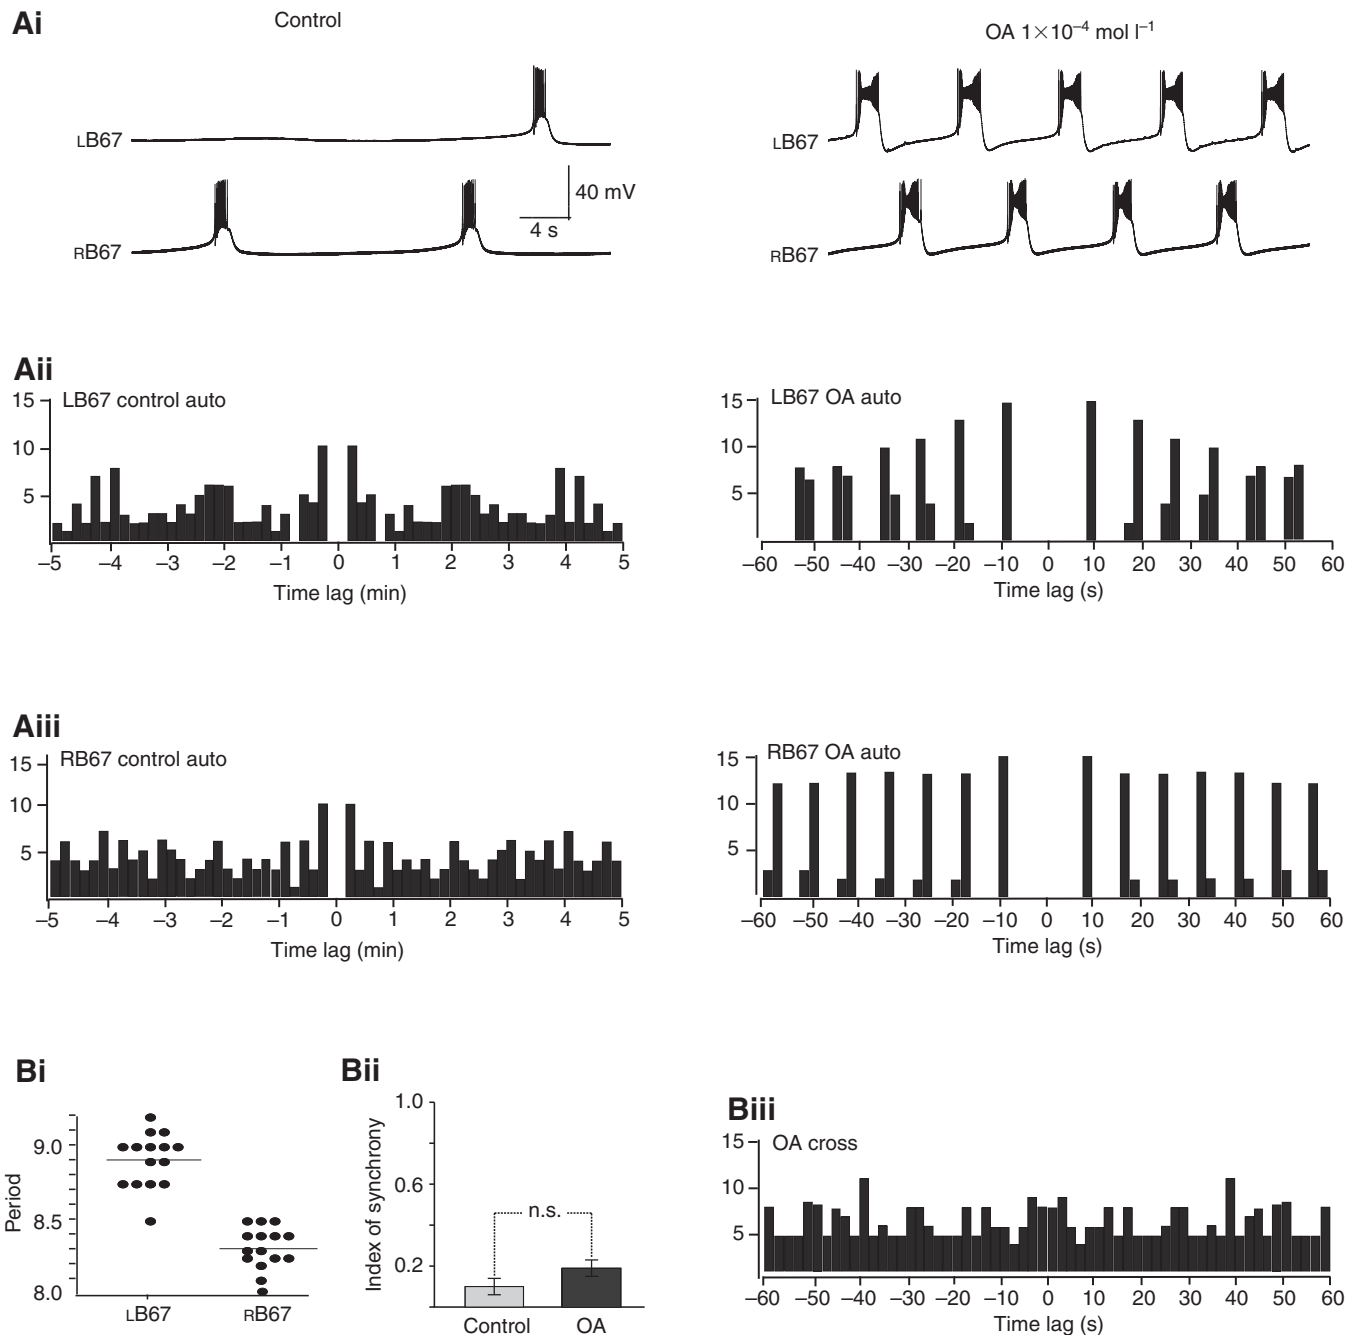 Ai
Control
OA 1×10⁻⁴ mol l⁻¹
LB67
RB67
40 mV
4 s
LB67
RB67
Aii
LB67 control auto
15
10
5
–5 –4 –3 –2 –1 0 1 2 3 4 5
Time lag (min)
LB67 OA auto
15
10
5
–60 –50 –40 –30 –20 –10 0 10 20 30 40 50 60
Time lag (s)
Aiii
RB67 control auto
15
10
5
–5 –4 –3 –2 –1 0 1 2 3 4 5
Time lag (min)
RB67 OA auto
15
10
5
–60 –50 –40 –30 –20 –10 0 10 20 30 40 50 60
Time lag (s)
Bi
Period
9.0
8.5
8.0
LB67 RB67
Bii
Index of synchrony
1.0
0.6
0.2
n.s.
Control OA
Biii
OA cross
15
10
5
–60 –50 –40 –30 –20 –10 0 10 20 30 40 50 60
Time lag (s)